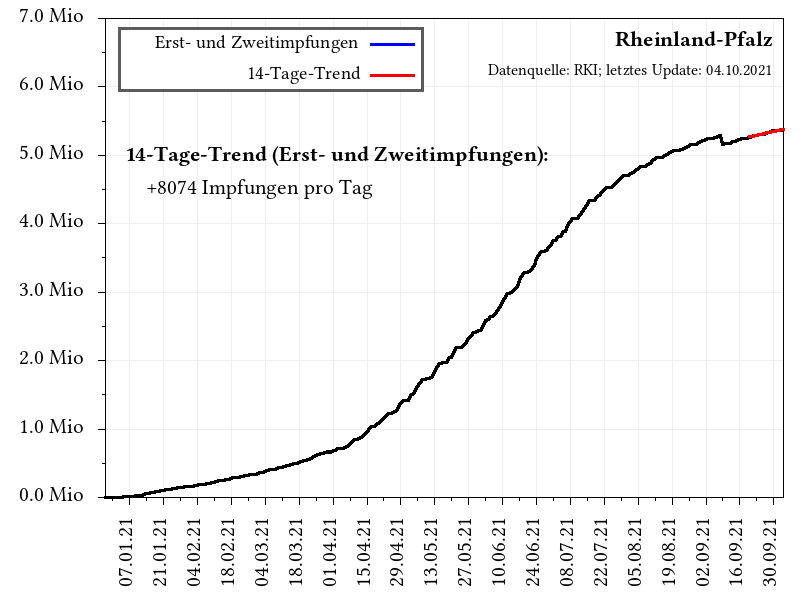 7.0 Mio
6.0 Mio
5.0 Mio
4.0 Mio
3.0 Mio
2.0 Mio
1.0 Mio
0.0 Mio
Erst- und Zweitimpfungen
14-Tage-Trend
Rheinland-Pfalz
Datenquelle: RKI; letztes Update: 04.10.2021
14-Tage-Trend (Erst- und Zweitimpfungen):
+8074 Impfungen pro Tag
07.01.21
21.01.21
04.02.21
18.02.21
04.03.21
18.03.21
01.04.21
15.04.21
29.04.21
13.05.21
27.05.21
10.06.21
24.06.21
08.07.21
22.07.21
05.08.21
19.08.21
02.09.21
16.09.21
30.09.21